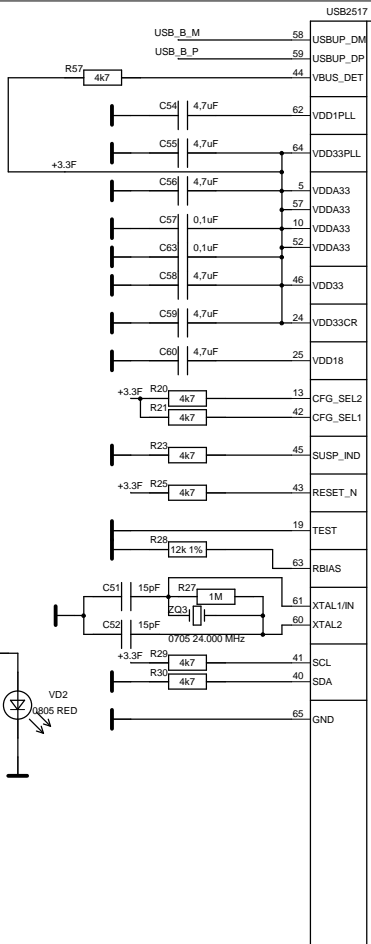 USB2517
USB_B_M 58 USBUP_DM
USB_B_P 59 USBUP_DP
R57 4k7 44 VBUS_DET
C54 4,7uF 62 VDD1PLL
C55 4,7uF 64 VDD33PLL
+3.3F
C56 4,7uF 5 VDDA33
57 VDDA33
C57 0,1uF 10 VDDA33
C63 0,1uF 52 VDDA33
C58 4,7uF 46 VDD33
C59 4,7uF 24 VDD33CR
C60 4,7uF 25 VDD18
+3.3F R20 4k7 13 CFG_SEL2
R21 4k7 42 CFG_SEL1
R23 4k7 45 SUSP_IND
+3.3F R25 4k7 43 RESET_N
19 TEST
R28 12k 1% 63 RBIAS
C51 15pF R27 1M 61 XTAL1/IN
C52 15pF ZQ3 60 XTAL2
0705 24.000 MHz
+3.3F R29 4k7 41 SCL
R30 4k7 40 SDA
VD2
0805 RED
65 GND